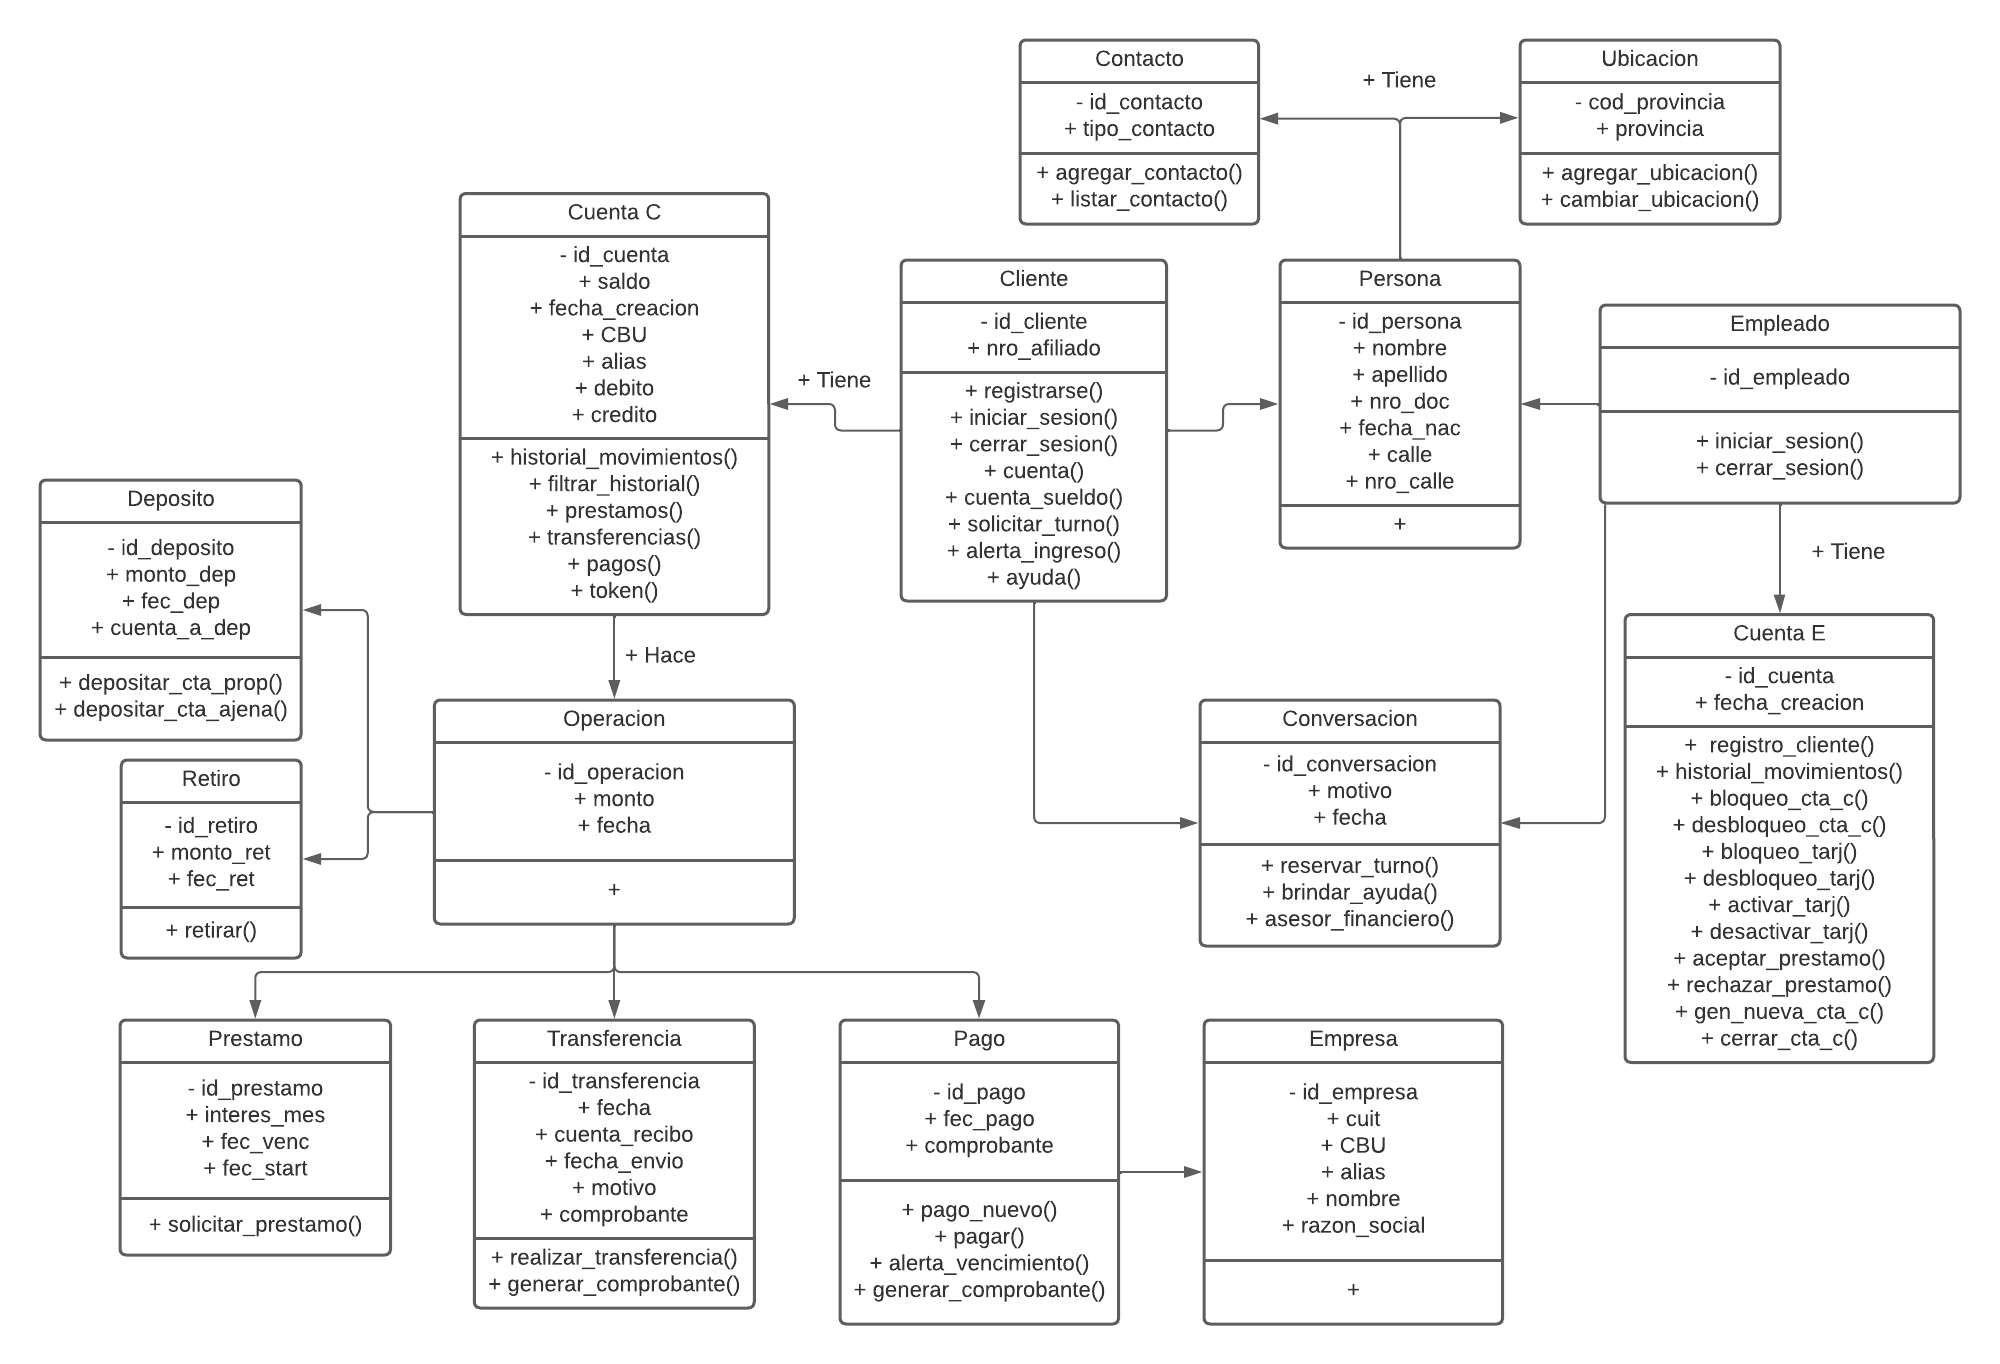 Contacto
- id_contacto
+ tipo_contacto
+ agregar_contacto()
+ listar_contacto()
+ Tiene
Ubicacion
- cod_provincia
+ provincia
+ agregar_ubicacion()
+ cambiar_ubicacion()
Cuenta C
- id_cuenta
+ saldo
+ fecha_creacion
+ CBU
+ alias
+ debito
+ credito
+ historial_movimientos()
+ filtrar_historial()
+ prestamos()
+ transferencias()
+ pagos()
+ token()
+ Tiene
Cliente
- id_cliente
+ nro_afiliado
+ registrarse()
+ iniciar_sesion()
+ cerrar_sesion()
+ cuenta()
+ cuenta_sueldo()
+ solicitar_turno()
+ alerta_ingreso()
+ ayuda()
Persona
- id_persona
+ nombre
+ apellido
+ nro_doc
+ fecha_nac
+ calle
+ nro_calle
+
Empleado
- id_empleado
+ iniciar_sesion()
+ cerrar_sesion()
+ Tiene
Deposito
- id_deposito
+ monto_dep
+ fec_dep
+ cuenta_a_dep
+ depositar_cta_prop()
+ depositar_cta_ajena()
+ Hace
Cuenta E
- id_cuenta
+ fecha_creacion
+  registro_cliente()
+ historial_movimientos()
+ bloqueo_cta_c()
+ desbloqueo_cta_c()
+ bloqueo_tarj()
+ desbloqueo_tarj()
+ activar_tarj()
+ desactivar_tarj()
+ aceptar_prestamo()
+ rechazar_prestamo()
+ gen_nueva_cta_c()
+ cerrar_cta_c()
Retiro
- id_retiro
+ monto_ret
+ fec_ret
+ retirar()
Operacion
- id_operacion
+ monto
+ fecha
+
Conversacion
- id_conversacion
+ motivo
+ fecha
+ reservar_turno()
+ brindar_ayuda()
+ asesor_financiero()
Prestamo
- id_prestamo
+ interes_mes
+ fec_venc
+ fec_start
+ solicitar_prestamo()
Transferencia
- id_transferencia
+ fecha
+ cuenta_recibo
+ fecha_envio
+ motivo
+ comprobante
+ realizar_transferencia()
+ generar_comprobante()
Pago
- id_pago
+ fec_pago
+ comprobante
+ pago_nuevo()
+ pagar()
+ alerta_vencimiento()
+ generar_comprobante()
Empresa
- id_empresa
+ cuit
+ CBU
+ alias
+ nombre
+ razon_social
+